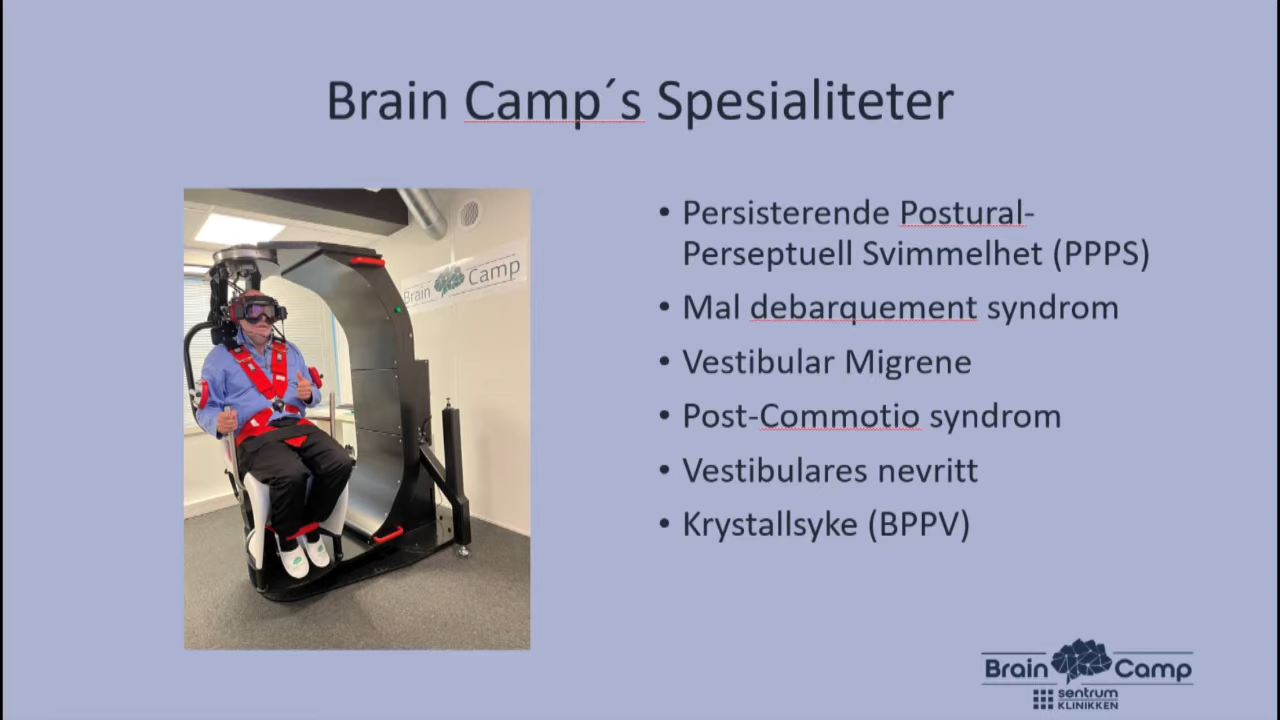 Brain Camp´s Spesialiteter
Brain Camp
• Persisterende Postural-
Perseptuell Svimmelhet (PPPS)
• Mal debarquement syndrom
• Vestibular Migrene
• Post-Commotio syndrom
• Vestibulares nevritt
• Krystallsyke (BPPV)
Brain Camp
sentrum
KLINIKKEN